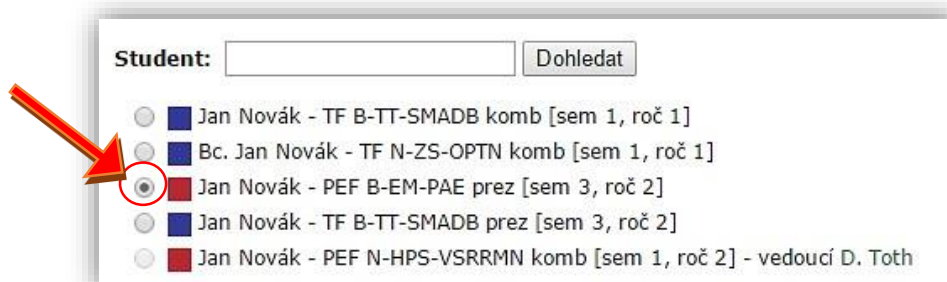 Student: Dohledat
Jan Novák - TF B-TT-SMADB komb [sem 1, roč 1]
Bc. Jan Novák - TF N-ZS-OPTN komb [sem 1, roč 1]
Jan Novák - PEF B-EM-PAE prez [sem 3, roč 2]
Jan Novák - TF B-TT-SMADB prez [sem 3, roč 2]
Jan Novák - PEF N-HPS-VSRRMN komb [sem 1, roč 2] - vedoucí D. Toth